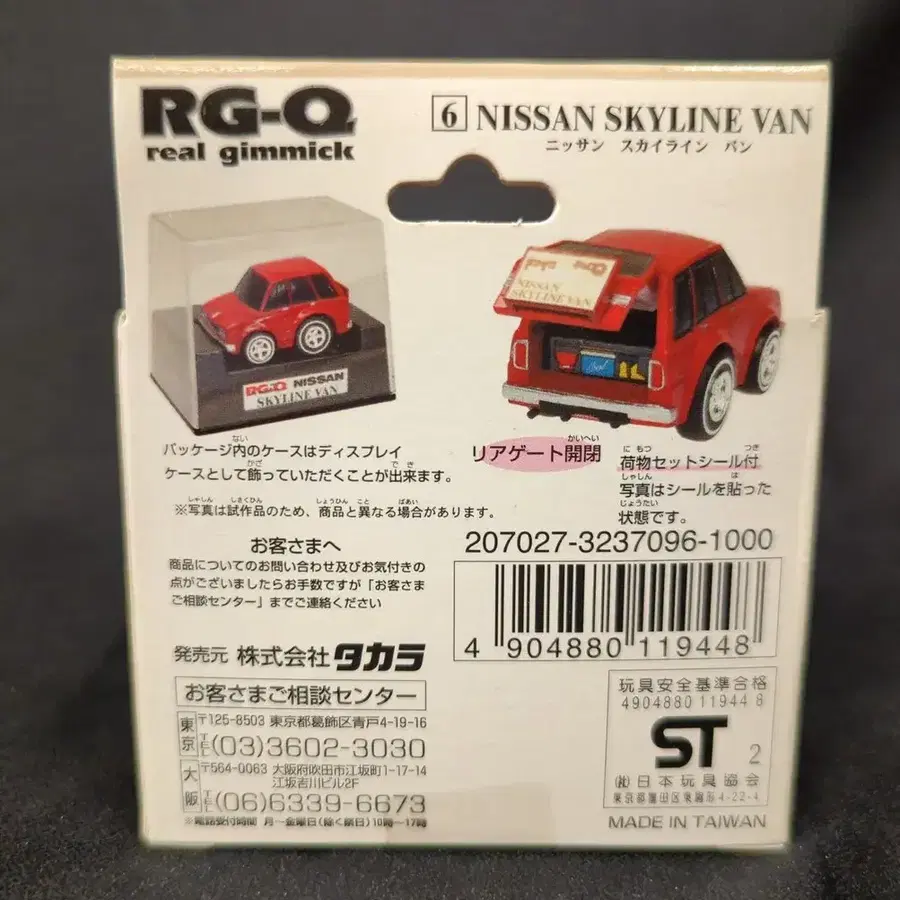 RG-Q
real gimmick
6 NISSAN SKYLINE VAN
ニッサン スカイライン バン
RG-Q NISSAN
SKYLINE VAN
NISSAN
SKYLINE VAN
パッケージ内のケースはディスプレイ
ケースとして飾っていただくことが出来ます。
※写真は試作品のため、商品と異なる場合があります。
リアゲート開閉
荷物セットシール付
写真はシールを貼った
状態です。
207027-3237096-1000
お客さまへ
商品についてのお問い合わせ及びお気付きの
点がございましたらお手数ですが「お客さま
ご相談センター」までご連絡ください
4 904880 119448
発売元 株式会社 タカラ
お客さまご相談センター
東京 〒125-8503 東京都葛飾区青戸4-19-16
TEL (03)3602-3030
大阪 〒564-0063 大阪府吹田市江坂町1-17-14
江坂吉川ビル2F
TEL (06)6339-6673
※電話受付時間 月〜金曜日(除く祭日)10時〜17時
玩具安全基準合格
4904880 11944 8
ST 2
(社)日本玩具協会
東京都墨田区東駒形4-22-4
MADE IN TAIWAN